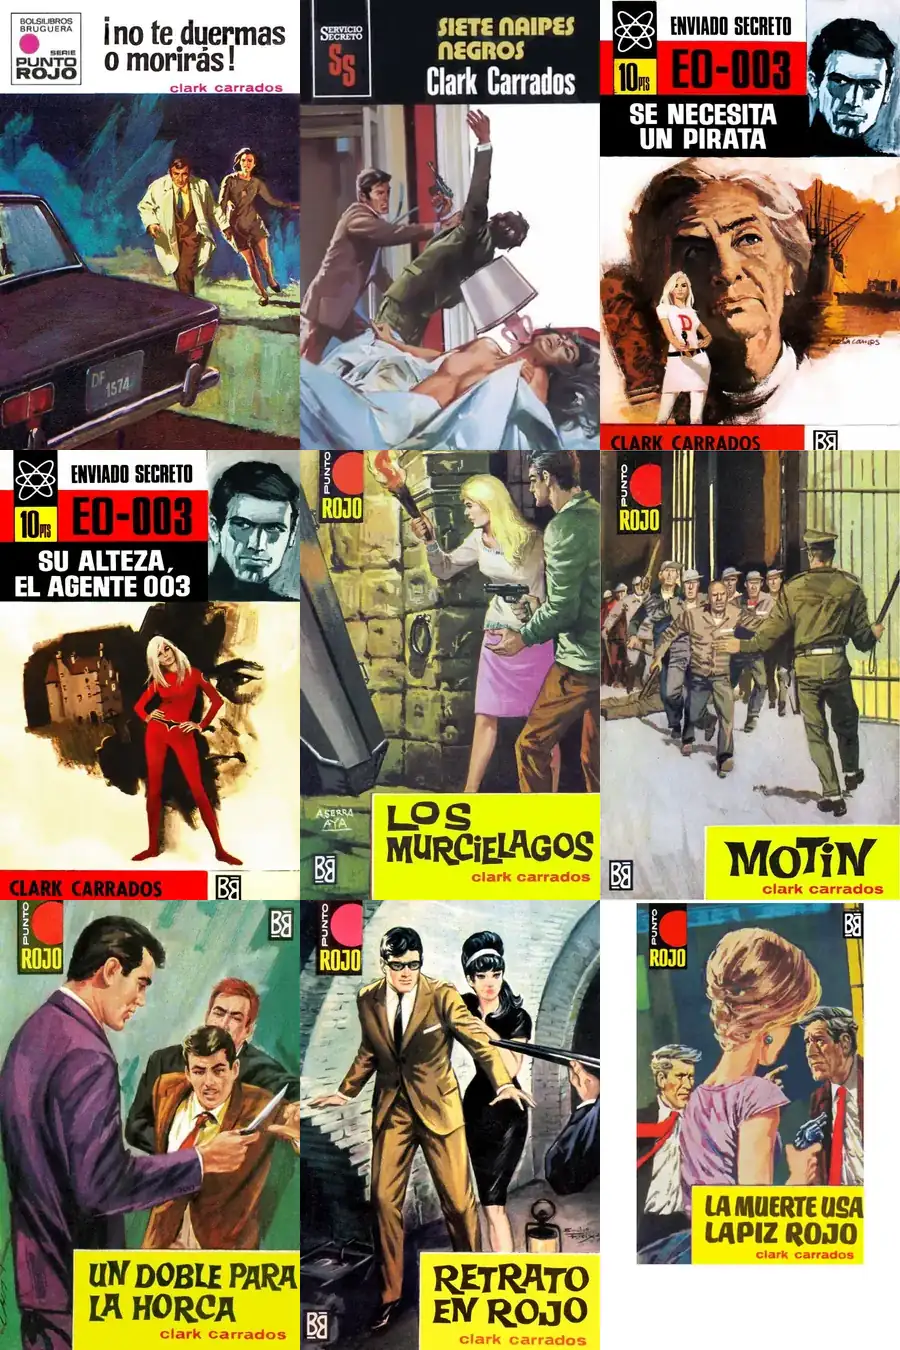 BOLSILIBROS
BRUGUERA
SERIE
PUNTO
ROJO
¡no te duermas
o morirás!
clark carrados
DF
1574
SERVICIO
SECRETO
SS
SIETE NAIPES
NEGROS
Clark Carrados
ENVIADO SECRETO
10 PTS
EO-003
SE NECESITA
UN PIRATA
P
CLARK CARRADOS
BB
ENVIADO SECRETO
10 PTS
EO-003
SU ALTEZA,
EL AGENTE 003
CLARK CARRADOS
BB
PUNTO
ROJO
ASERRA
AYA
LOS
MURCIELAGOS
clark carrados
BB
PUNTO
ROJO
MOTIN
clark carrados
BB
PUNTO
ROJO
BB
UN DOBLE PARA
LA HORCA
clark carrados
PUNTO
ROJO
RETRATO
EN ROJO
clark carrados
BB
PUNTO
ROJO
BB
LA MUERTE USA
LAPIZ ROJO
clark carrados